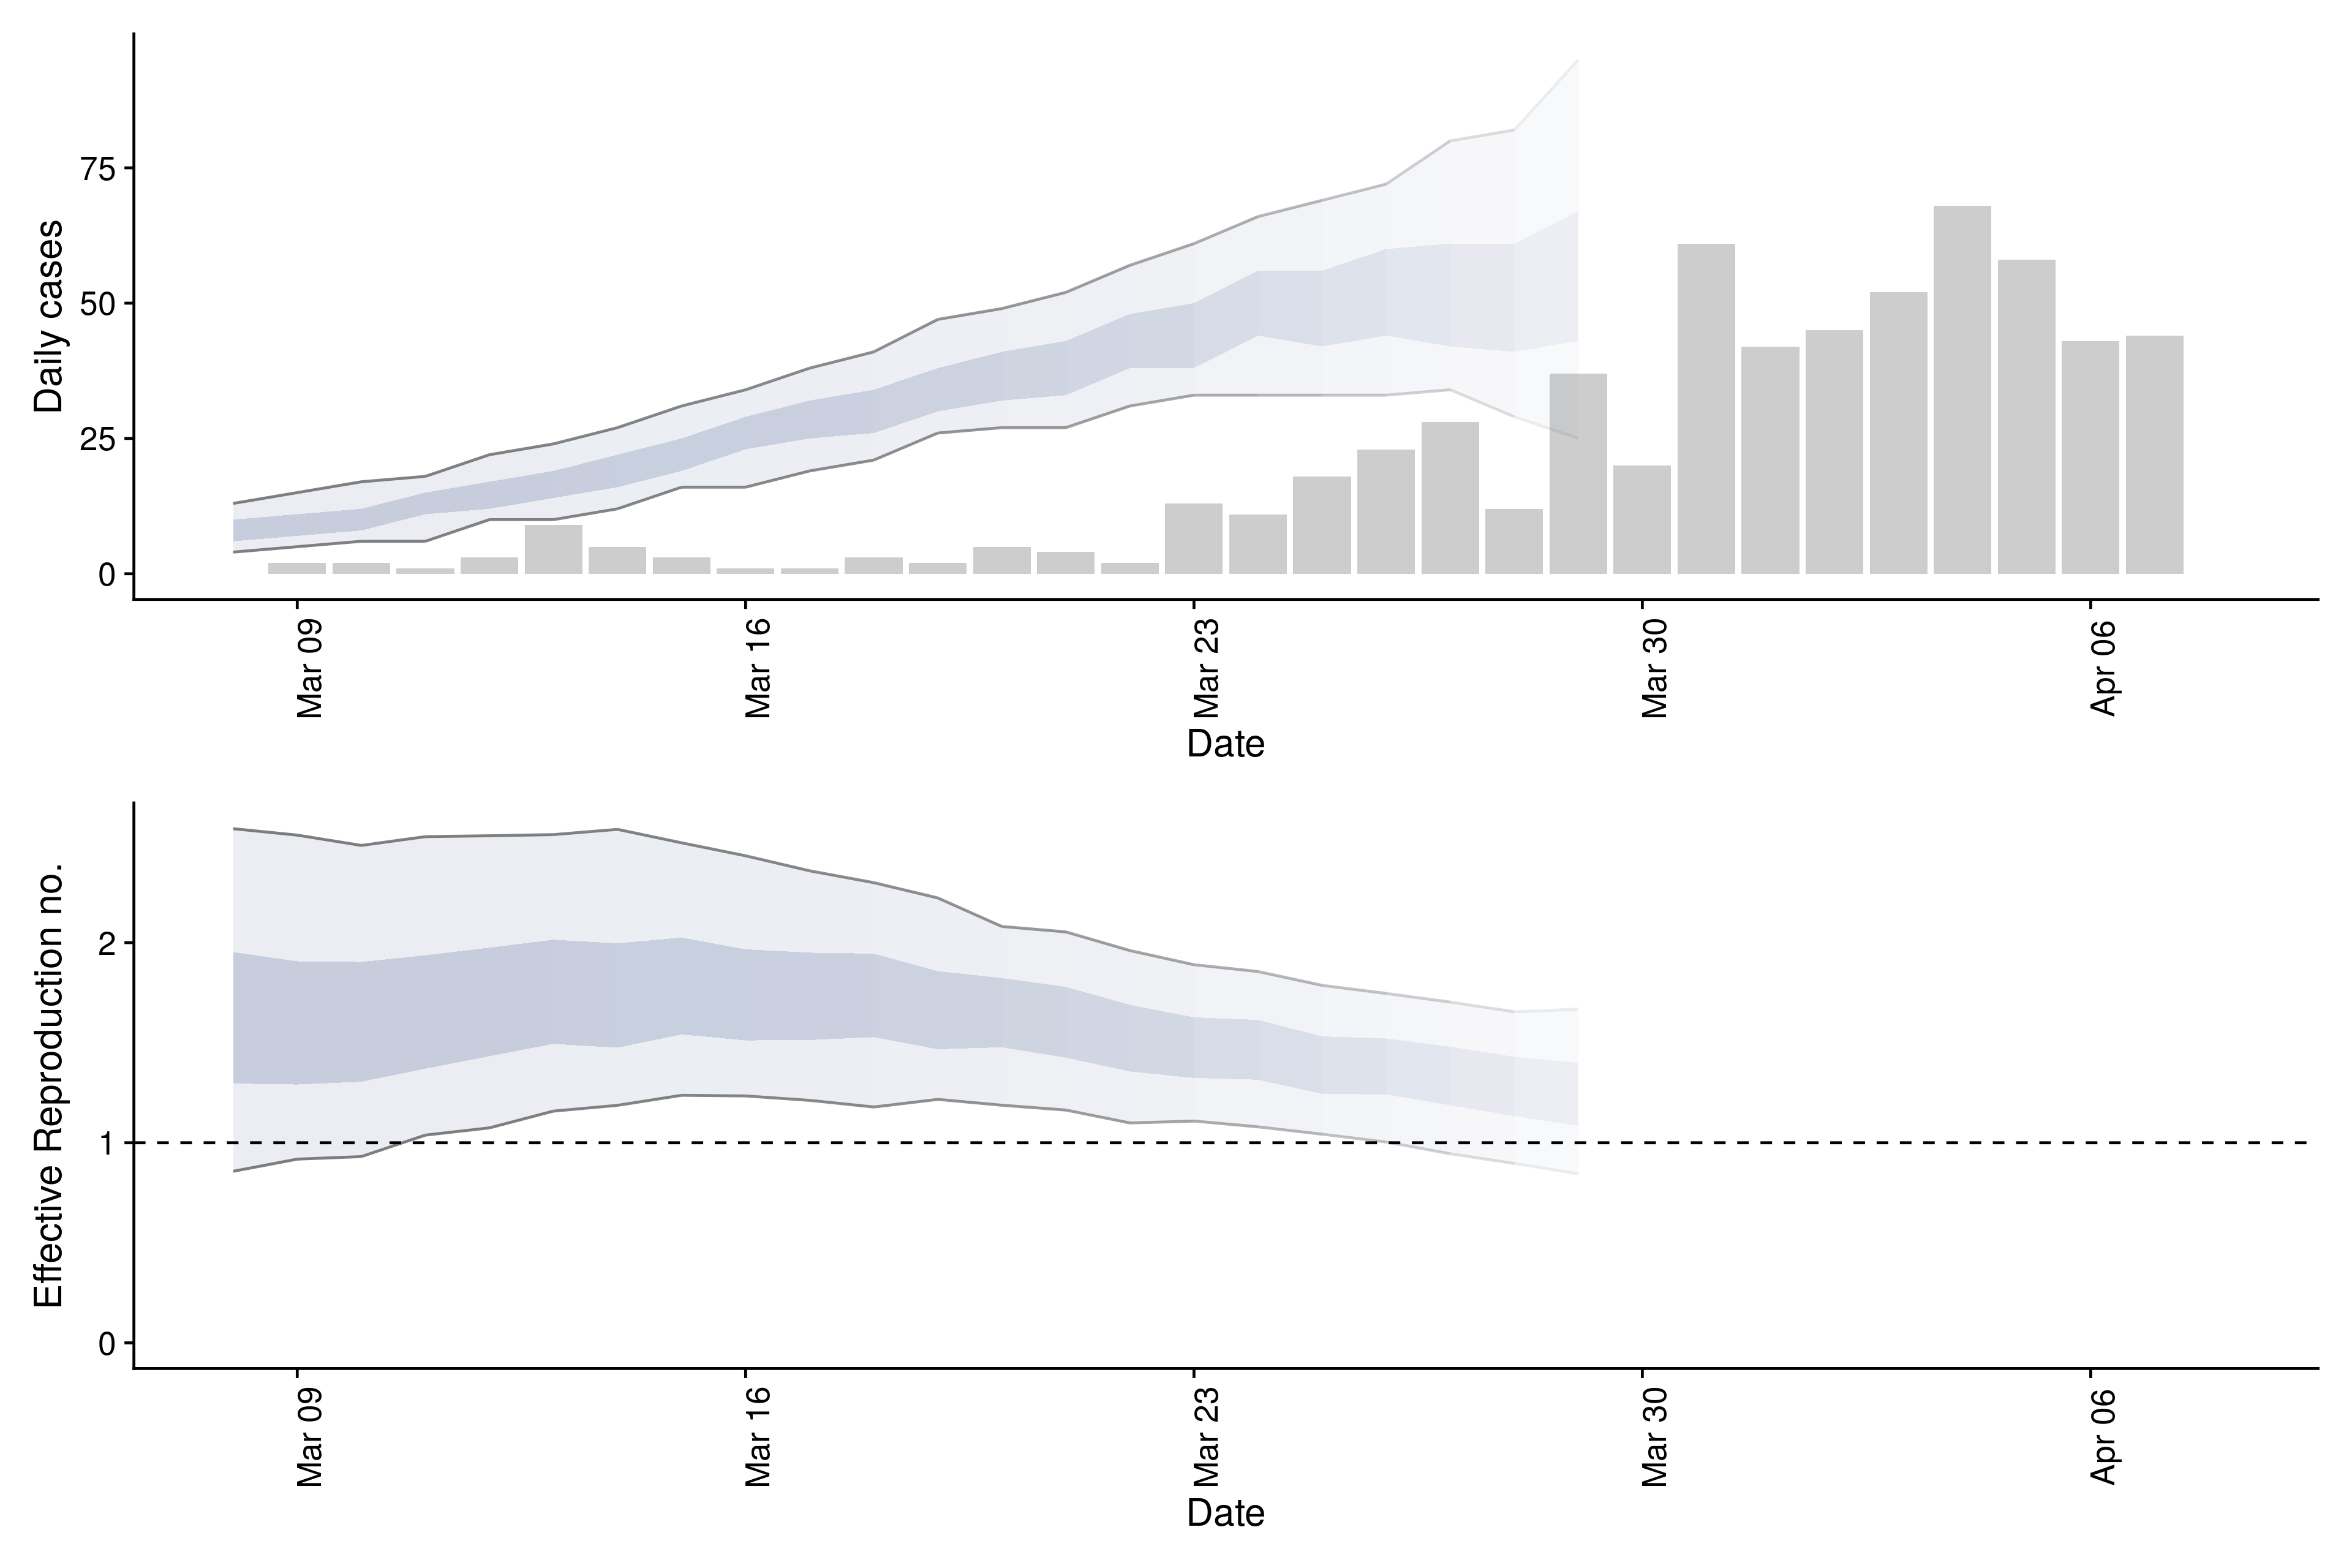 Daily cases
75
50
25
0
Mar 09
Mar 16
Mar 23
Mar 30
Apr 06
Date
Effective Reproduction no.
2
1
0
Mar 09
Mar 16
Mar 23
Mar 30
Apr 06
Date